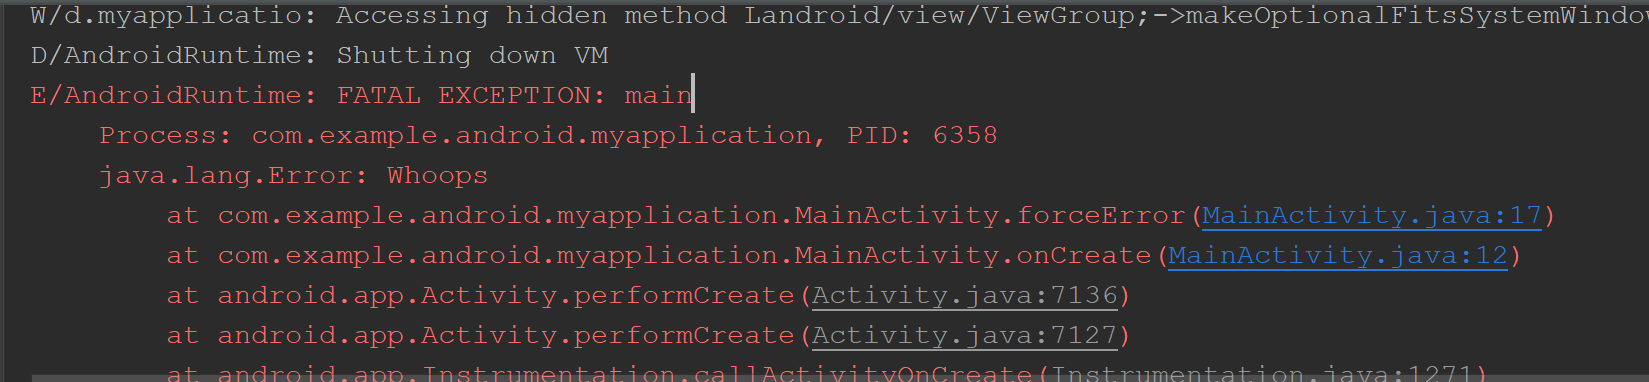 W/d.myapplicatio: Accessing hidden method Landroid/view/ViewGroup;->makeOptionalFitsSystemWindo
D/AndroidRuntime: Shutting down VM
E/AndroidRuntime: FATAL EXCEPTION: main
Process: com.example.android.myapplication, PID: 6358
java.lang.Error: Whoops
at com.example.android.myapplication.MainActivity.forceError(MainActivity.java:17)
at com.example.android.myapplication.MainActivity.onCreate(MainActivity.java:12)
at android.app.Activity.performCreate(Activity.java:7136)
at android.app.Activity.performCreate(Activity.java:7127)
at android.app.Instrumentation.callActivityOnCreate(Instrumentation.java:1271)